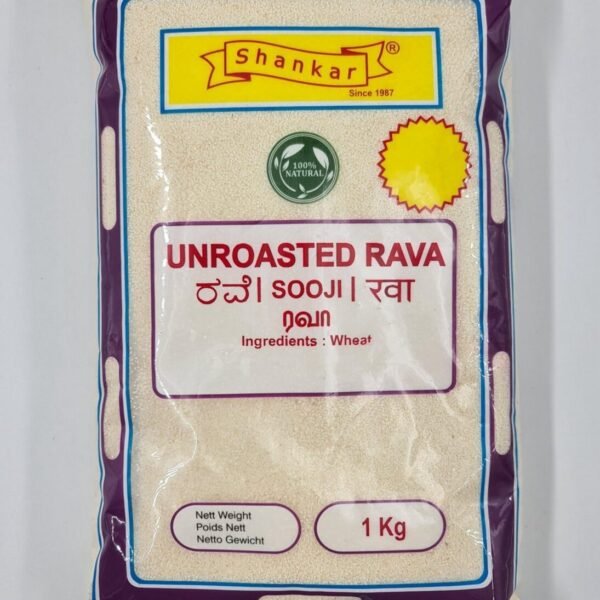 Shankar ®
Since 1987
100%
NATURAL
UNROASTED RAVA
ರವೆ | SOOJI | रवा
ரவா
Ingredients : Wheat
Nett Weight
Poids Nett
Netto Gewicht
1 Kg